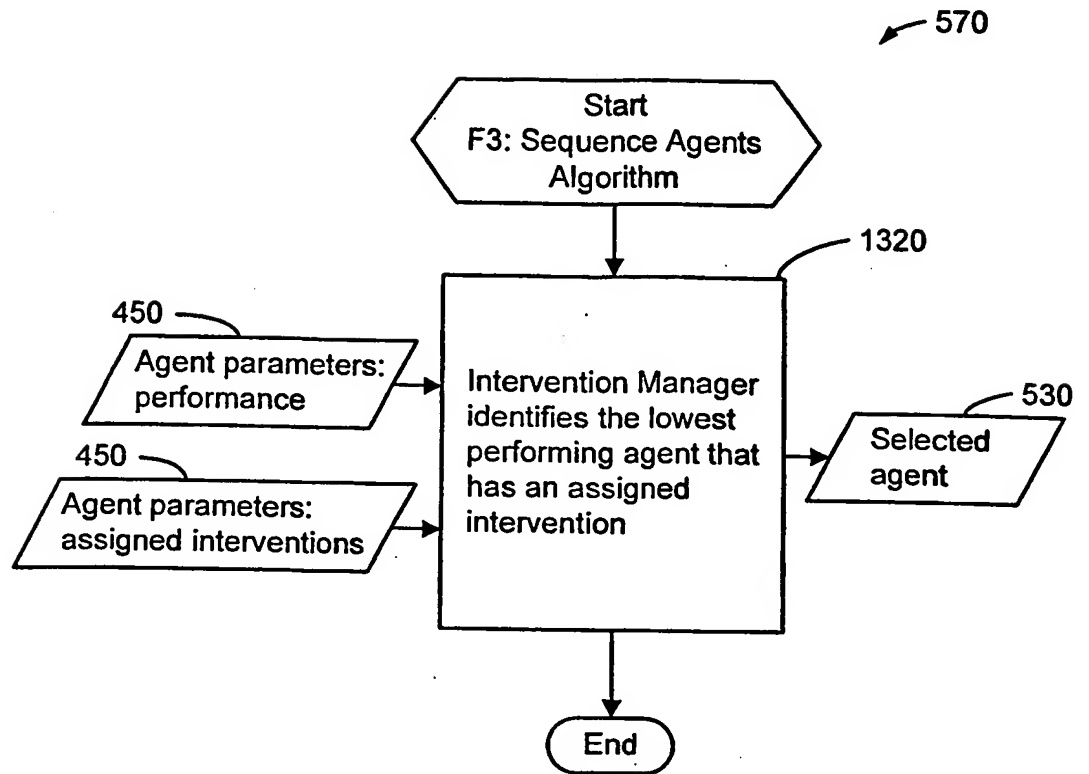 570
Start
F3: Sequence Agents
Algorithm
1320
450
Agent parameters:
performance
450
Agent parameters:
assigned interventions
Intervention Manager
identifies the lowest
performing agent that
has an assigned
intervention
530
Selected
agent
End